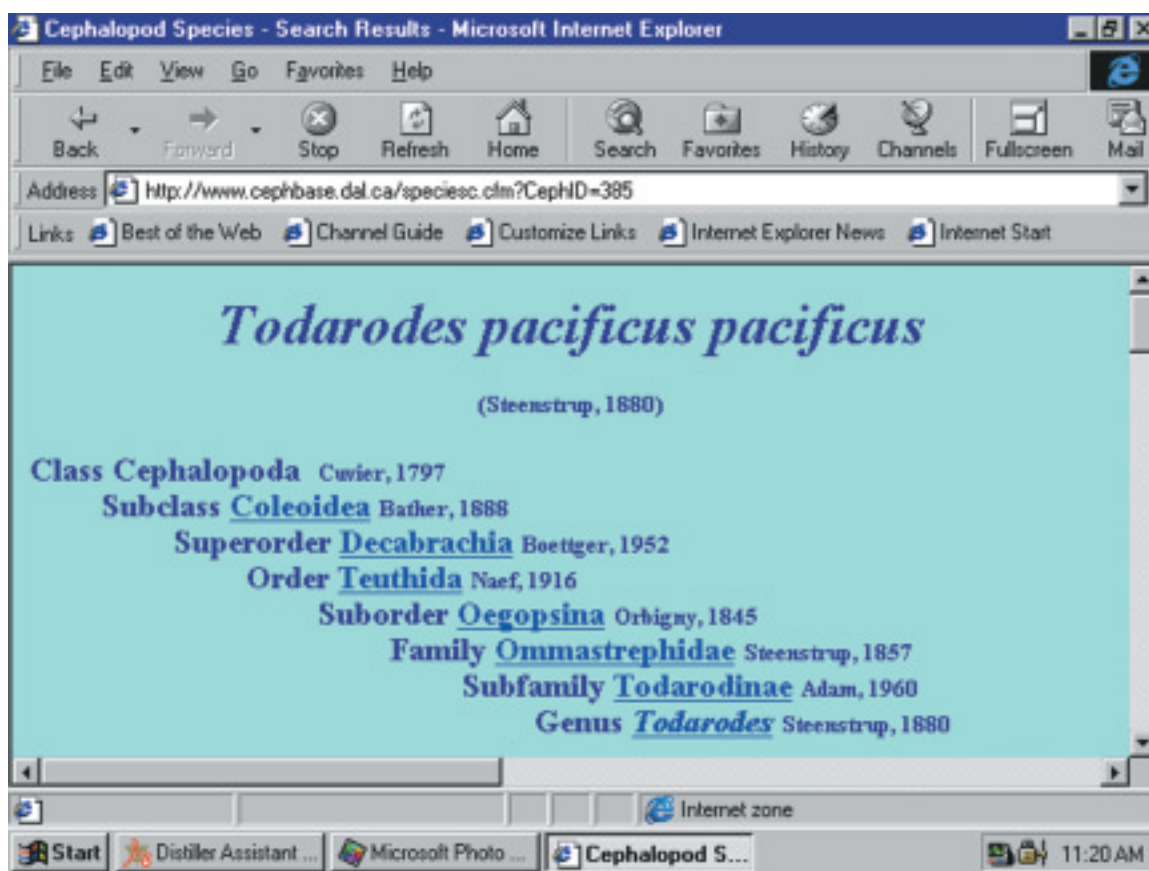 Cephalopod Species - Search Results - Microsoft Internet Explorer
File Edit View Go Favorites Help
Back Forward Stop Refresh Home Search Favorites History Channels Fullscreen Mail
Address http://www.cephbase.dal.ca/speciesc.cfm?CephID=385
Links Best of the Web Channel Guide Customize Links Internet Explorer News Internet Start
Todarodes pacificus pacificus
(Steenstrup, 1880)
Class Cephalopoda Cuvier, 1797
Subclass Coleoidea Bather, 1888
Superorder Decabrachia Boettger, 1952
Order Teuthida Naef, 1916
Suborder Oegopsina Orbigny, 1845
Family Ommastrephidae Steenstrup, 1857
Subfamily Todarodinae Adam, 1960
Genus Todarodes Steenstrup, 1880
Internet zone
Start Distiller Assistant ... Microsoft Photo ... Cephalopod S... 11:20 AM